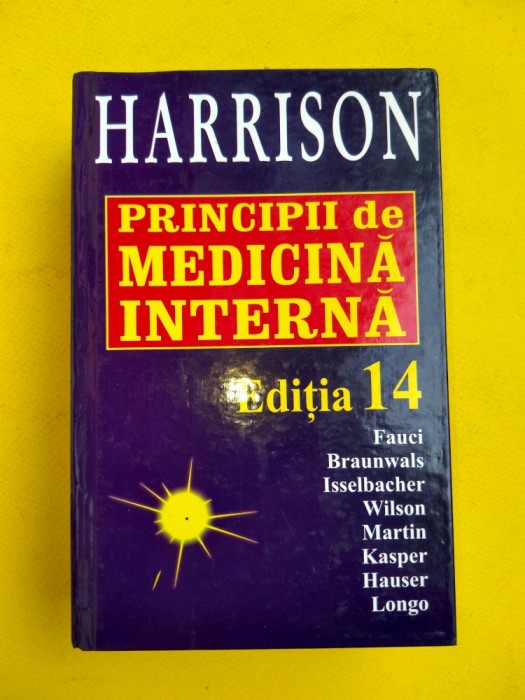 HARRISON
PRINCIPII de
MEDICINĂ
INTERNĂ
Ediția 14
Fauci
Braunwals
Isselbacher
Wilson
Martin
Kasper
Hauser
Longo